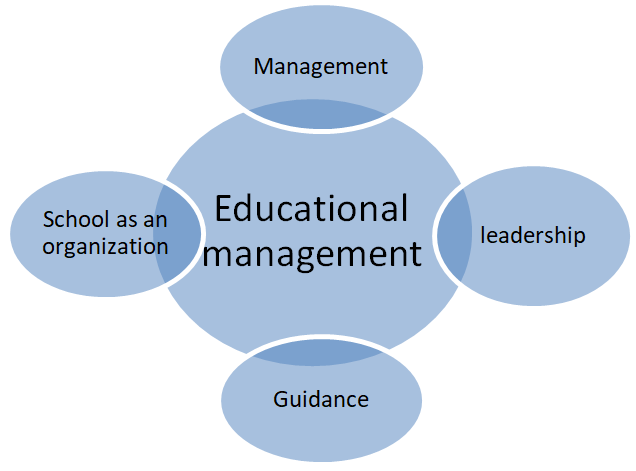 Management
Educational
management
School as an
organization
leadership
Guidance